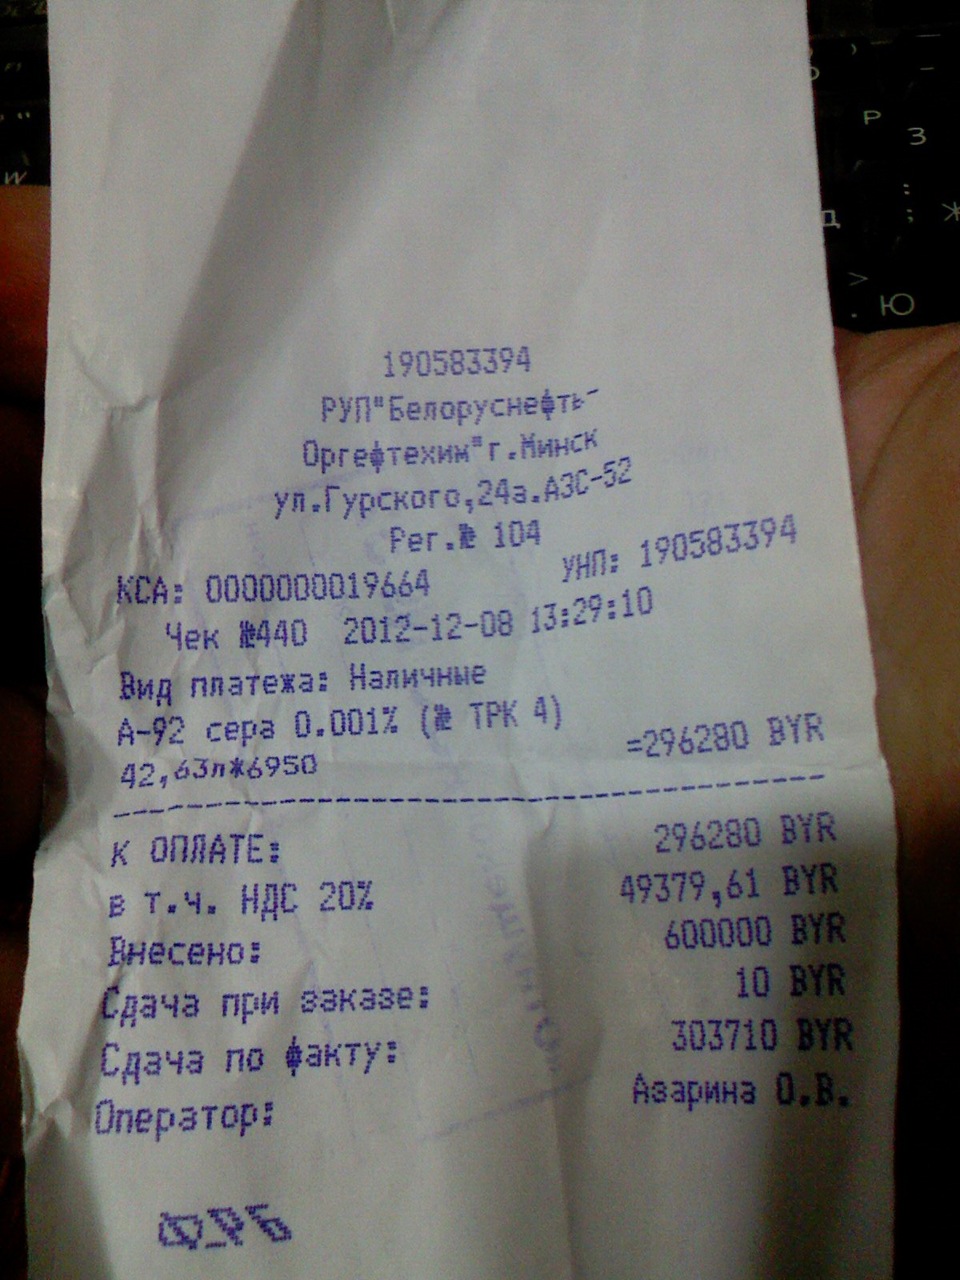 190583394
РУП"Белоруснефть-
Оргефтехим"г.Минск
ул.Гурского,24а.АЗС-52
Рег.№ 104
КСА: 0000000019664 УНП: 190583394
Чек №440 2012-12-08 13:29:10
Вид платежа: Наличные
А-92 сера 0.001% (№ ТРК 4)
42,63л*6950 =296280 BYR
К ОПЛАТЕ: 296280 BYR
в т.ч. НДС 20% 49379,61 BYR
Внесено: 600000 BYR
Сдача при заказе: 10 BYR
Сдача по факту: 303710 BYR
Оператор: Азарина О.В.